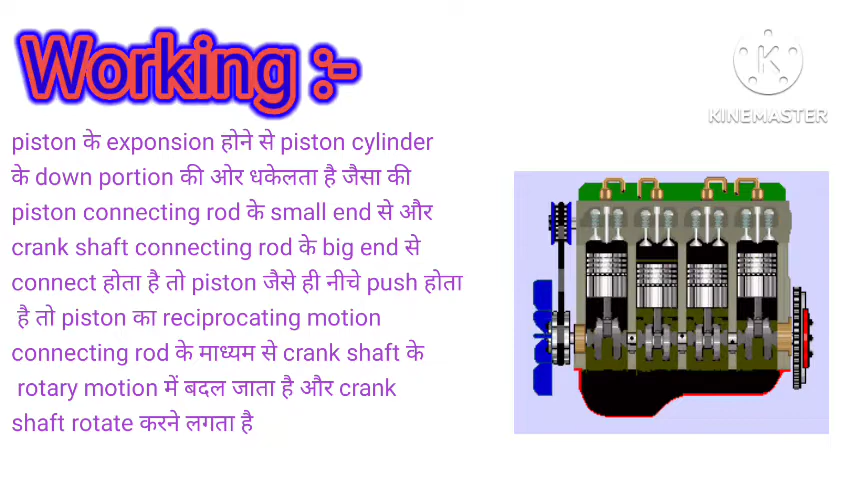 Working :-
KINEMASTER
piston के exponsion होने से piston cylinder
के down portion की ओर धकेलता है जैसा की
piston connecting rod के small end से और
crank shaft connecting rod के big end से
connect होता है तो piston जैसे ही नीचे push होता
है तो piston का reciprocating motion
connecting rod के माध्यम से crank shaft के
rotary motion में बदल जाता है और crank
shaft rotate करने लगता है